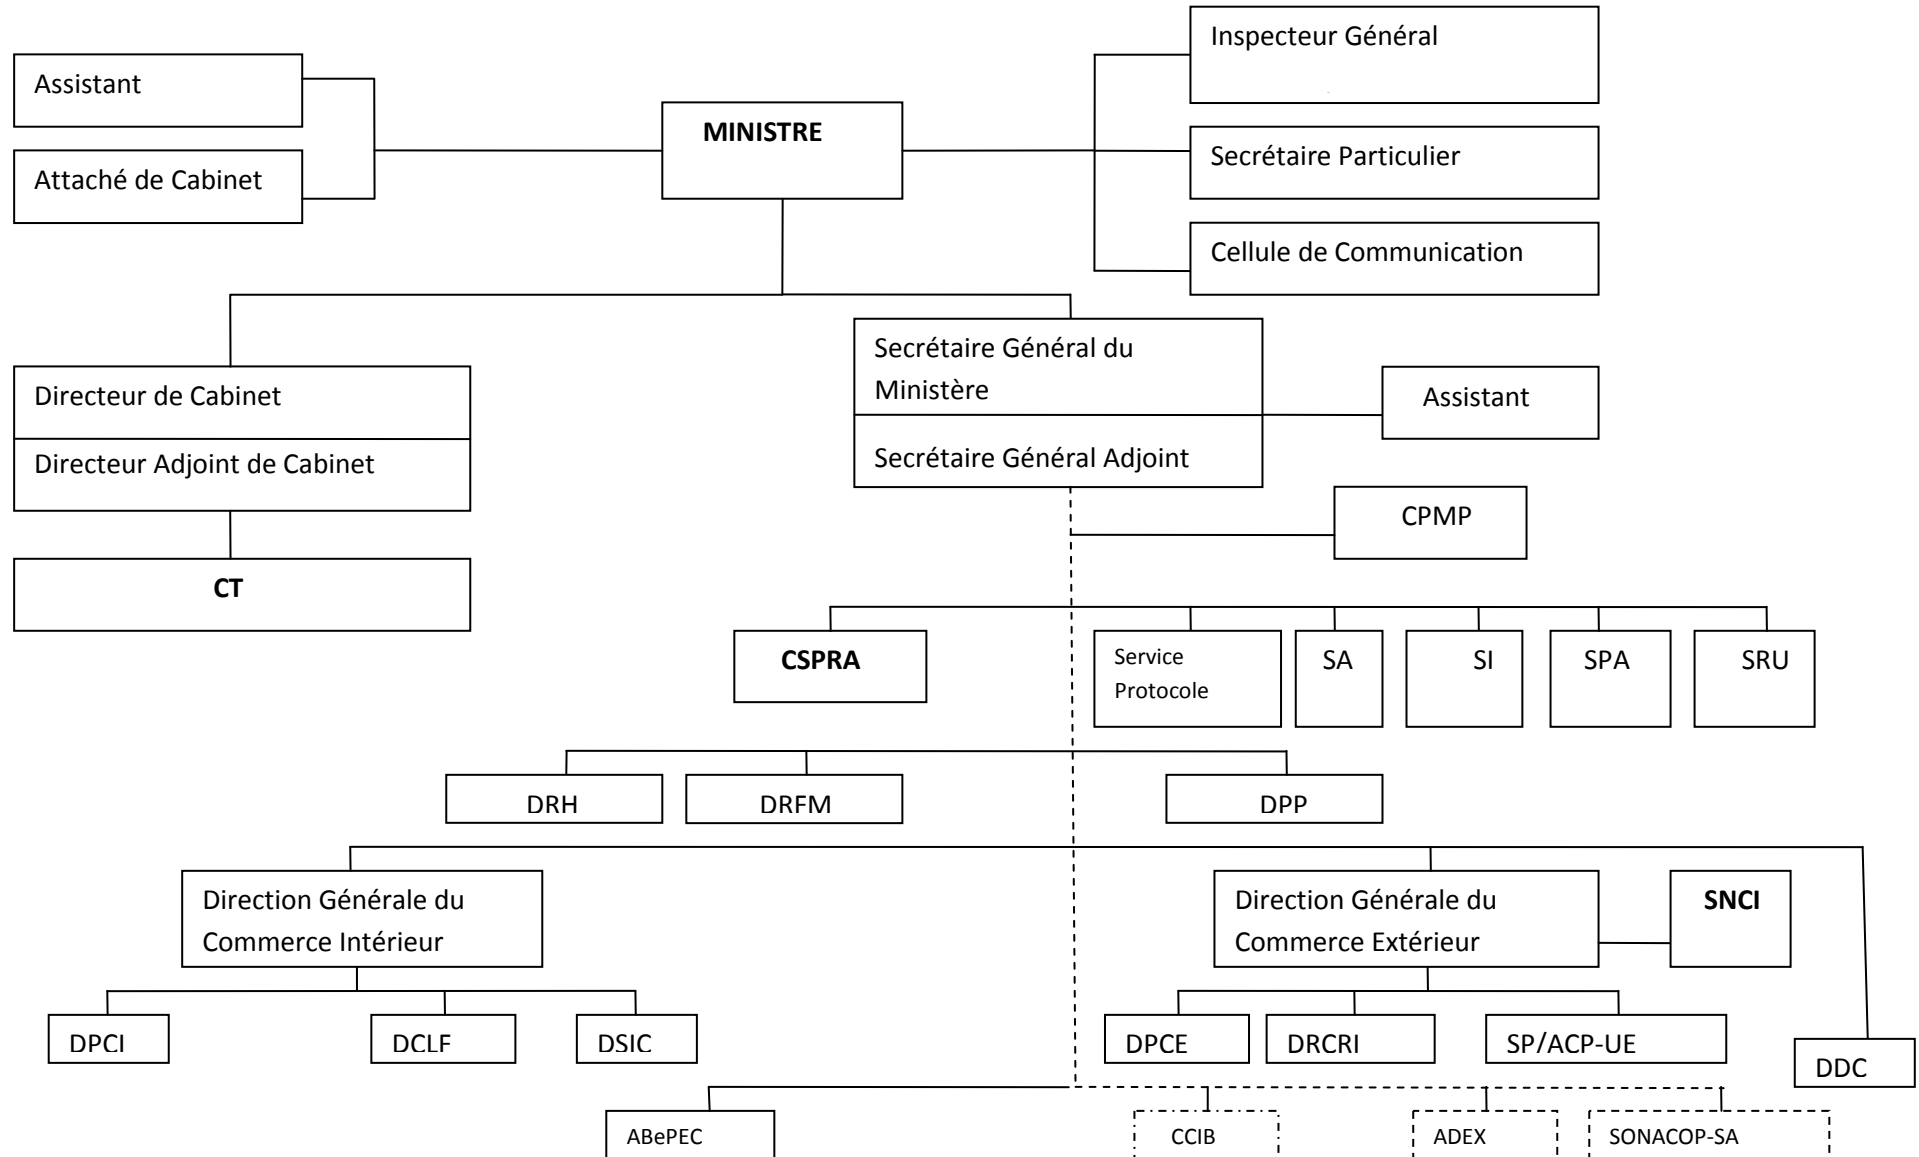 Inspecteur Général
Assistant
MINISTRE
Secrétaire Particulier
Attaché de Cabinet
Cellule de Communication
Secrétaire Général du
Ministère
Directeur de Cabinet
Assistant
Directeur Adjoint de Cabinet
Secrétaire Général Adjoint
CPMP
CT
CSPRA
Service
Protocole
SA
SI
SPA
SRU
DRH
DRFM
DPP
Direction Générale du
Commerce Intérieur
Direction Générale du
Commerce Extérieur
SNCI
DPCI
DCLF
DSIC
DPCE
DRCRI
SP/ACP-UE
DDC
ABePEC
CCIB
ADEX
SONACOP-SA